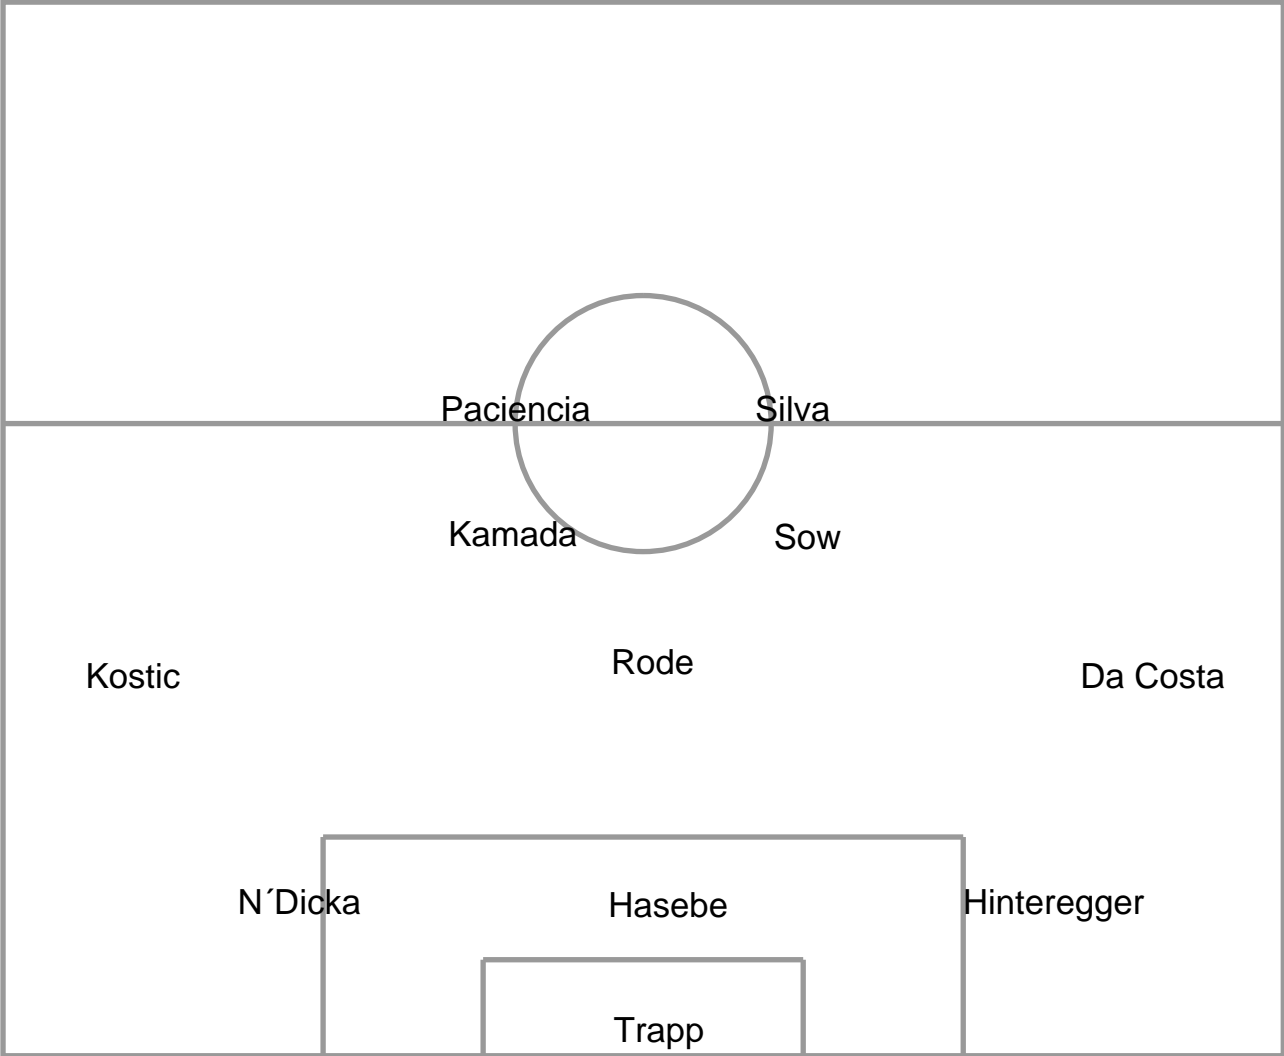 Paciencia Silva
Kamada Sow
Rode
Kostic Da Costa
N´Dicka Hasebe Hinteregger
Trapp